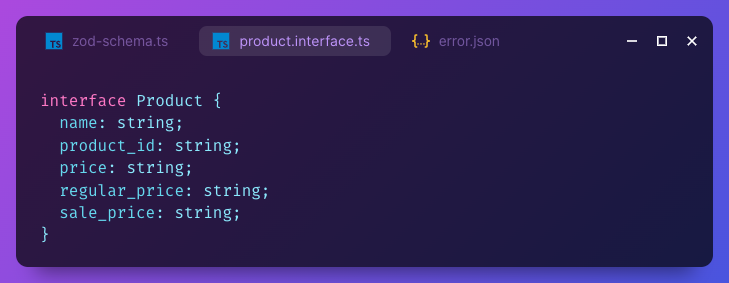 TS zod-schema.ts TS product.interface.ts {..} error.json
interface Product {
  name: string;
  product_id: string;
  price: string;
  regular_price: string;
  sale_price: string;
}